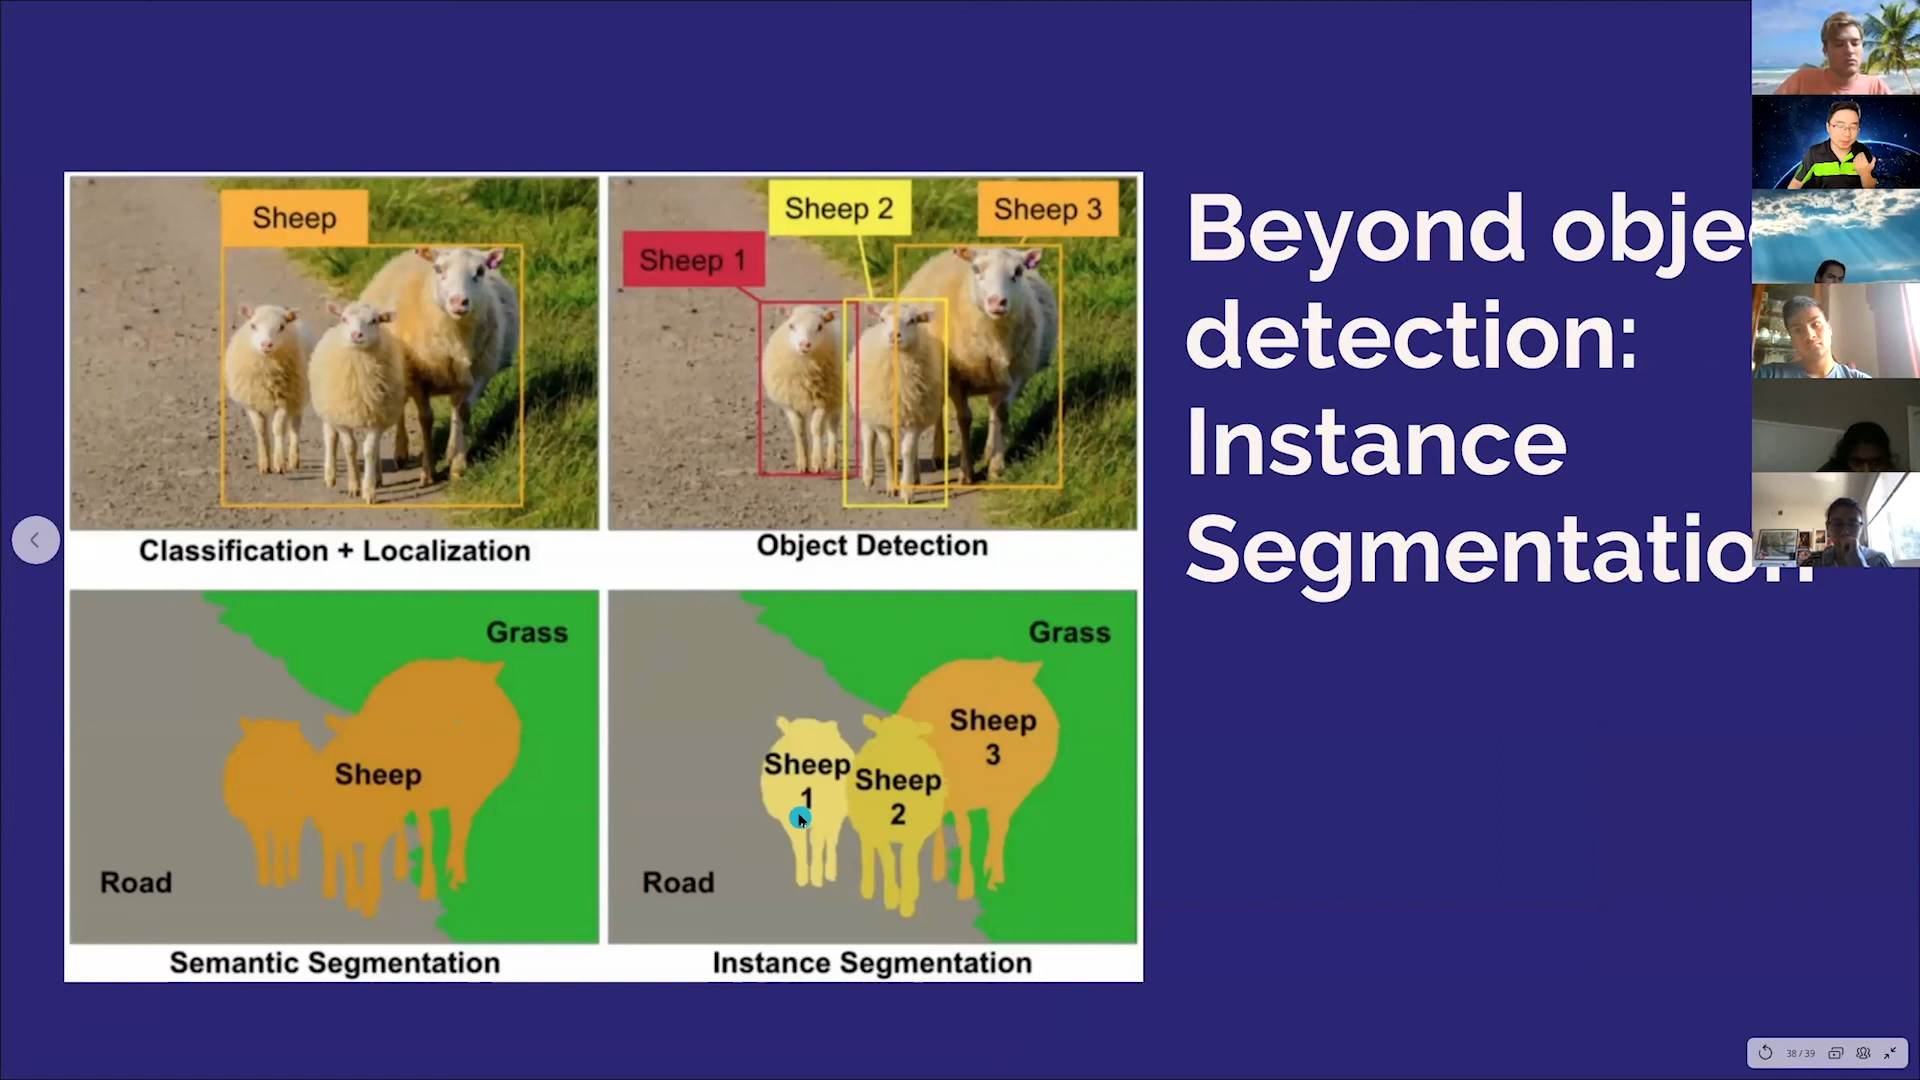 Sheep
Sheep 1
Sheep 2
Sheep 3
Classification + Localization
Object Detection
Grass
Sheep
Road
Semantic Segmentation
Grass
Sheep
1
Sheep
2
Sheep
3
Road
Instance Segmentation
Beyond obje
detection:
Instance
Segmentation
38 / 39